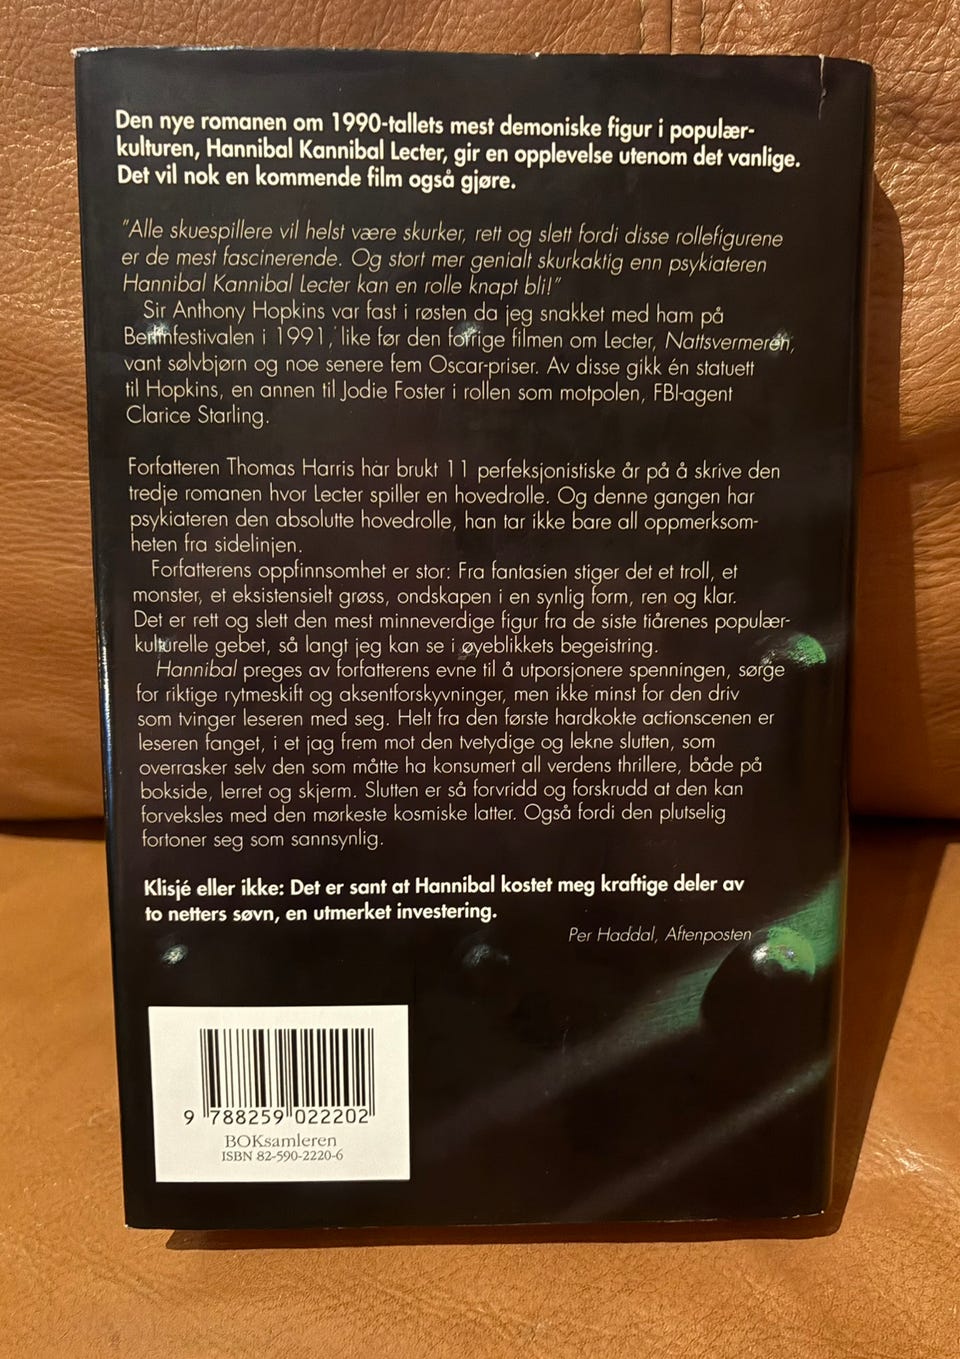 Den nye romanen om 1990-tallets mest demoniske figur i populær-
kulturen, Hannibal Kannibal Lecter, gir en opplevelse utenom det vanlige.
Det vil nok en kommende film også gjøre.
"Alle skuespillere vil helst være skurker, rett og slett fordi disse rollefigurene
er de mest fascinerende. Og stort mer genialt skurkaktig enn psykiateren
Hannibal Kannibal Lecter kan en rolle knapt bli!"
Sir Anthony Hopkins var fast i røsten da jeg snakket med ham på
Berlinfestivalen i 1991, like før den forrige filmen om Lecter, Nattsvermeren,
vant sølvbjørn og noe senere fem Oscar-priser. Av disse gikk én statuett
til Hopkins, en annen til Jodie Foster i rollen som motpolen, FBI-agent
Clarice Starling.
Forfatteren Thomas Harris har brukt 11 perfeksjonistiske år på å skrive den
tredje romanen hvor Lecter spiller en hovedrolle. Og denne gangen har
psykiateren den absolutte hovedrolle, han tar ikke bare all oppmerksom-
heten fra sidelinjen.
Forfatterens oppfinnsomhet er stor: Fra fantasien stiger det et troll, et
monster, et eksistensielt grøss, ondskapen i en synlig form, ren og klar.
Det er rett og slett den mest minneverdige figur fra de siste tiårenes populær-
kulturelle gebet, så langt jeg kan se i øyeblikkets begeistring.
Hannibal preges av forfatterens evne til å utporsjonere spenningen, sørge
for riktige rytmeskift og aksentforskyvninger, men ikke minst for den driv
som tvinger leseren med seg. Helt fra den første hardkokte actionscenen er
leseren fanget, i et jag frem mot den tvetydige og lekne slutten, som
overrasker selv den som måtte ha konsumert all verdens thrillere, både på
bokside, lerret og skjerm. Slutten er så forvridd og forskrudd at den kan
forveksles med den mørkeste kosmiske latter. Også fordi den plutselig
fortoner seg som sannsynlig.
Klisjé eller ikke: Det er sant at Hannibal kostet meg kraftige deler av
to netters søvn, en utmerket investering.
Per Haddal, Aftenposten
9 788259 022202
BOKsamleren
ISBN 82-590-2220-6